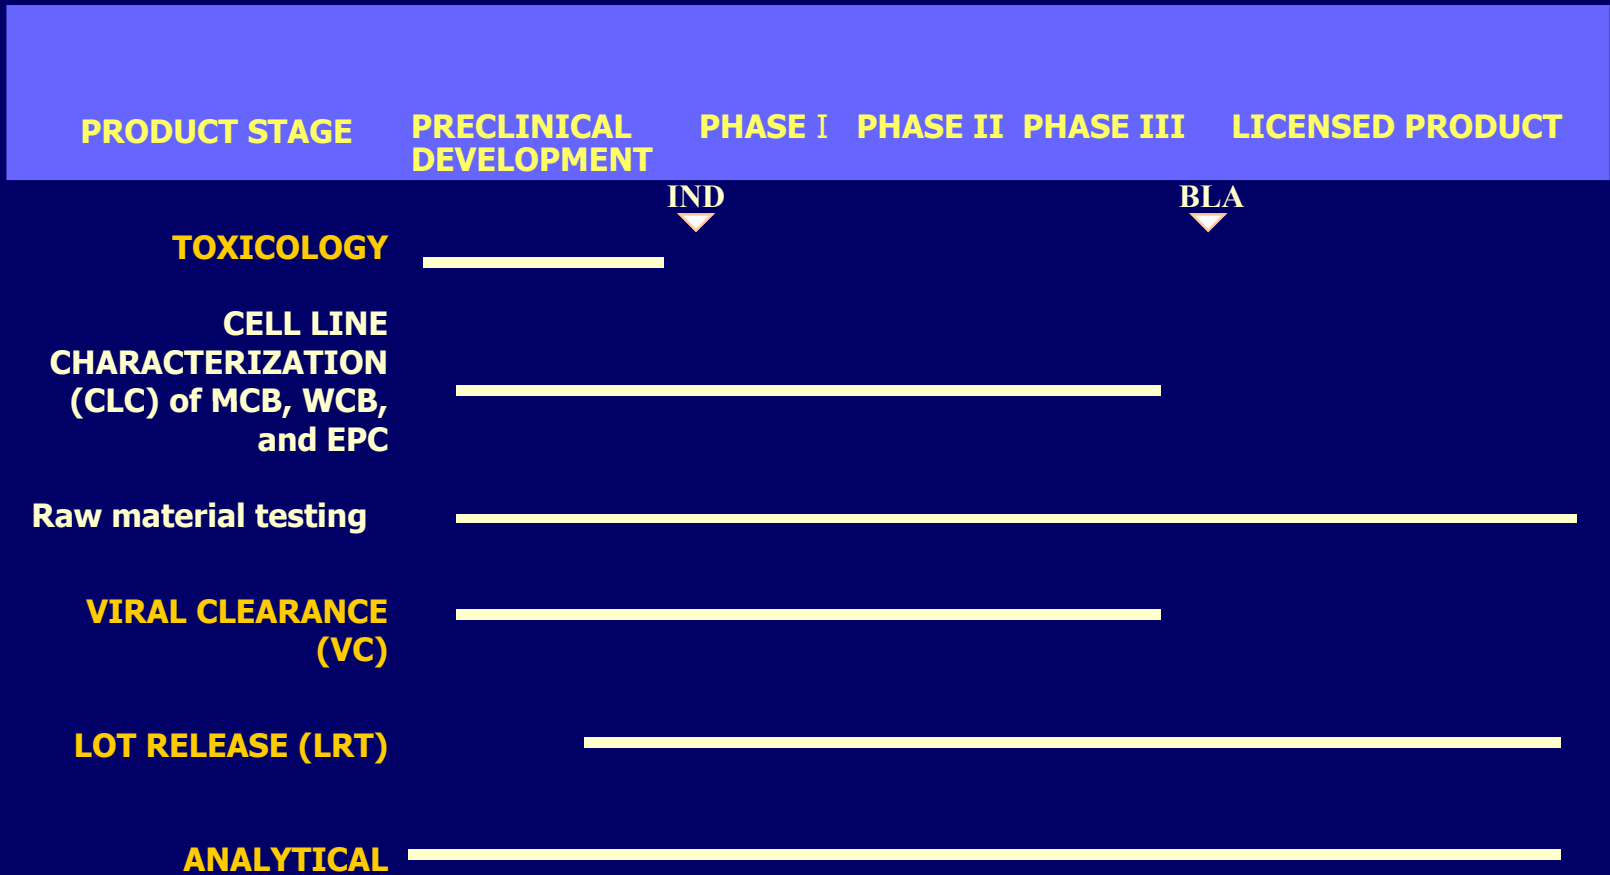 PRODUCT STAGE
PRECLINICAL
DEVELOPMENT
PHASE I
PHASE II
PHASE III
LICENSED PRODUCT
IND
BLA
TOXICOLOGY
CELL LINE
CHARACTERIZATION
(CLC) of MCB, WCB,
and EPC
Raw material testing
VIRAL CLEARANCE
(VC)
LOT RELEASE (LRT)
ANALYTICAL